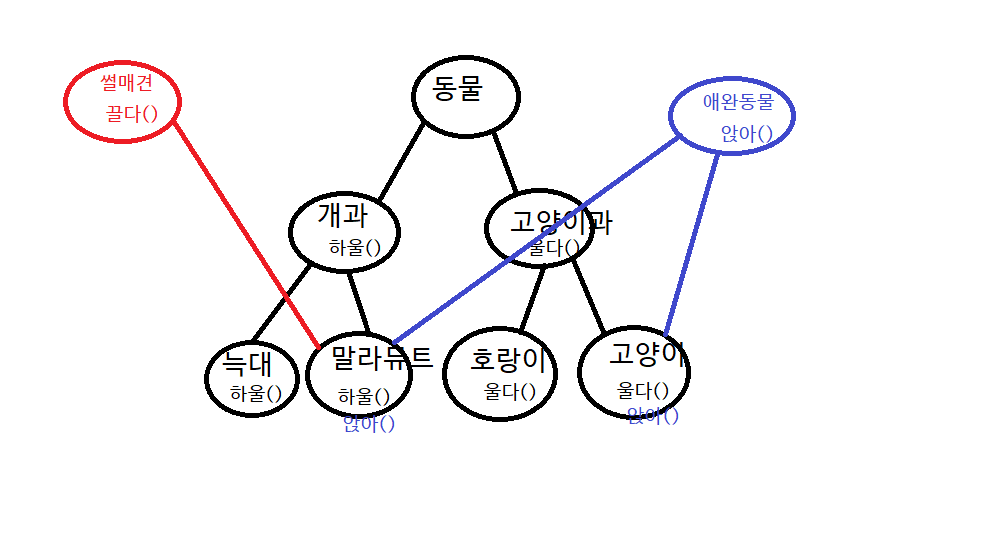 썰매견
끌다()
동물
애완동물
앉아()
개과
하울()
고양이과
울다()
늑대
하울()
말라뮤트
하울()
앉아()
호랑이
울다()
고양이
울다()
앉아()